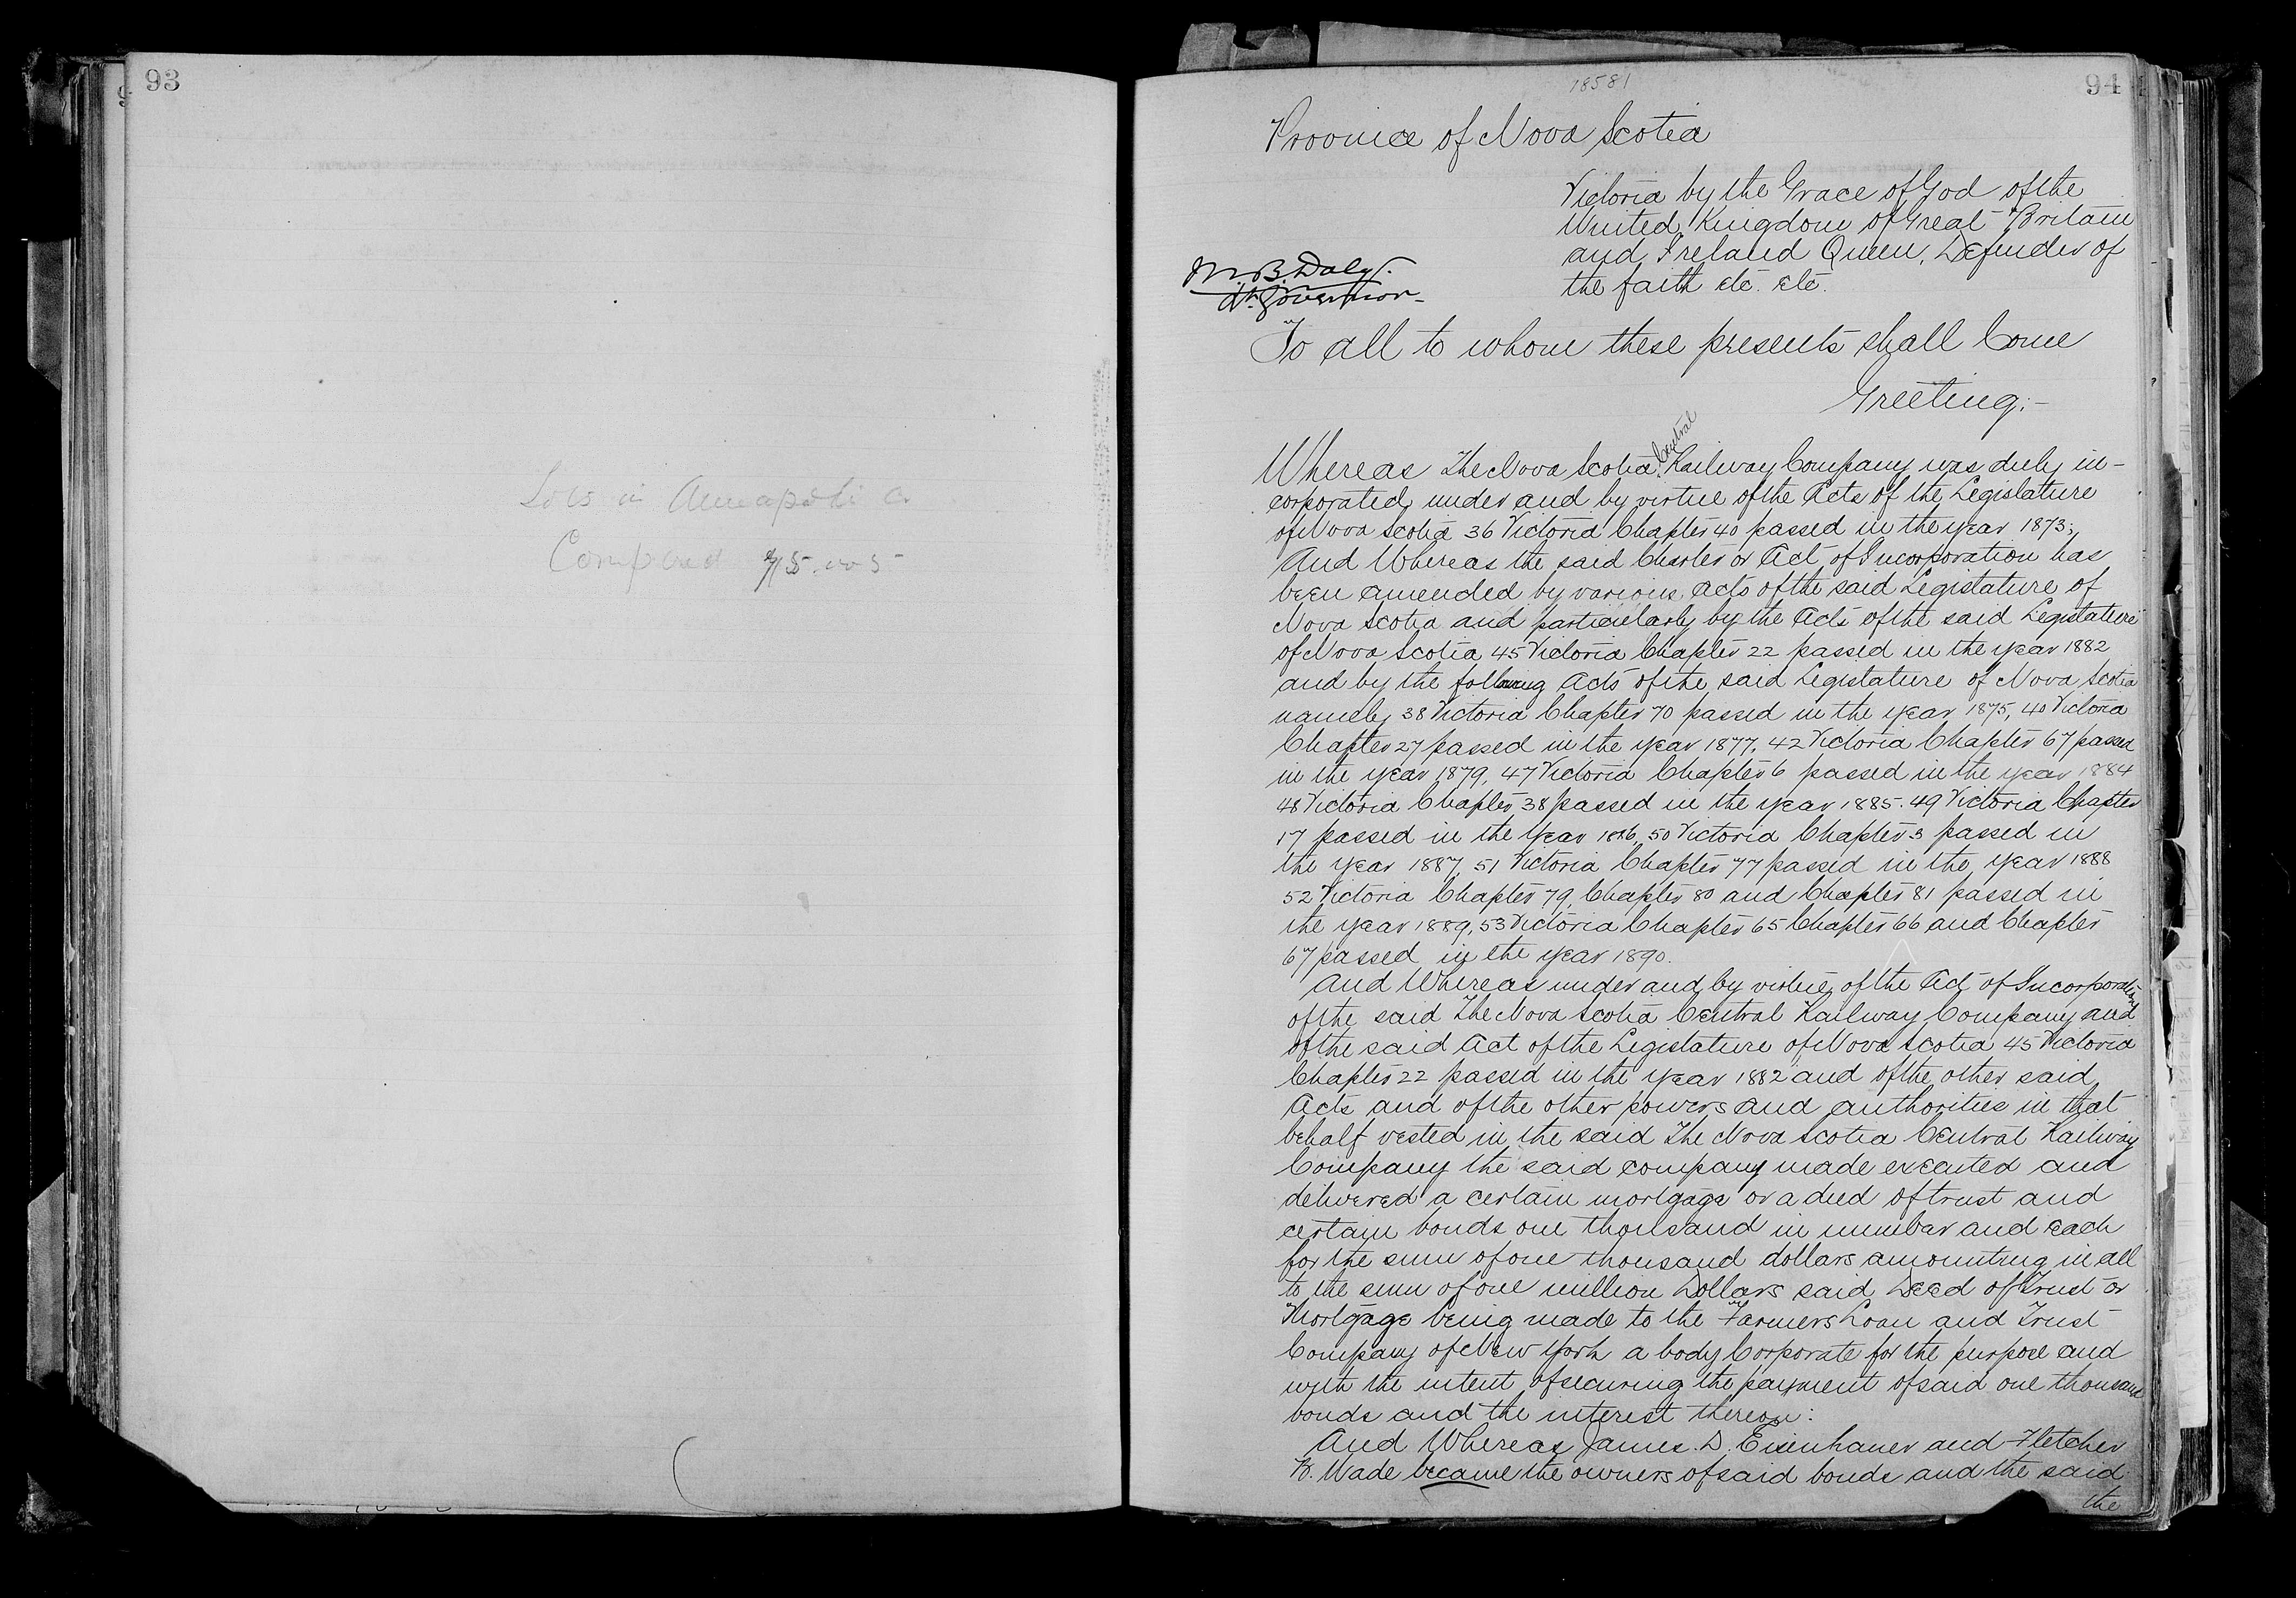 93
Lots in Annapolis Co
Compared
18581
94
Province of Nova Scotia
Victoria by the Grace of God of the
United Kingdom of Great Britain
and Ireland Queen, Defender of
the faith etc. etc.
M. B. Daly.
Lt. Governor
To all to whom these presents shall Come
Greeting:-
Whereas The Nova Scotia Central Railway Company was duly in-
corporated under and by virtue of the Acts of the Legislature
of Nova Scotia 36 Victoria Chapter 40 passed in the year 1873;
And Whereas the said Charter or Act of Incorporation has
been amended by various acts of the said Legislature of
Nova Scotia and particularly by the Acts of the said Legislature
of Nova Scotia 45 Victoria Chapter 22 passed in the year 1882
and by the following Acts of the said Legislature of Nova Scotia
namely 38 Victoria Chapter 70 passed in the year 1875, 40 Victoria
Chapter 27 passed in the year 1877, 42 Victoria Chapter 67 passed
in the year 1879, 47 Victoria Chapter 6 passed in the year 1884
48 Victoria Chapter 38 passed in the year 1885. 49 Victoria Chapter
17 passed in the year 1886, 50 Victoria Chapter 3 passed in
the year 1887, 51 Victoria Chapter 77 passed in the year 1888
52 Victoria Chapter 79, Chapter 80 and Chapter 81 passed in
the year 1889, 53 Victoria Chapter 65 Chapter 66 and Chapter
67 passed in the year 1890.
And Whereas under and by virtue of the Act of Incorporation
of the said The Nova Scotia Central Railway Company and
of the said Act of the Legislature of Nova Scotia 45 Victoria
Chapter 22 passed in the year 1882 and of the other said
Acts and of the other powers and authorities in that
behalf vested in the said The Nova Scotia Central Railway
Company the said company made executed and
delivered a certain mortgage or a deed of trust and
certain bonds one thousand in number and each
for the sum of one thousand dollars amounting in all
to the sum of one million Dollars said Deed of Trust or
Mortgage being made to the Farmers Loan and Trust
Company of New York a body Corporate for the purpose and
with the intent of securing the payment of said one thousand
bonds and the interest thereon:
And Whereas James D. Eisenhauer and Fletcher
B. Wade became the owners of said bonds and the said
the